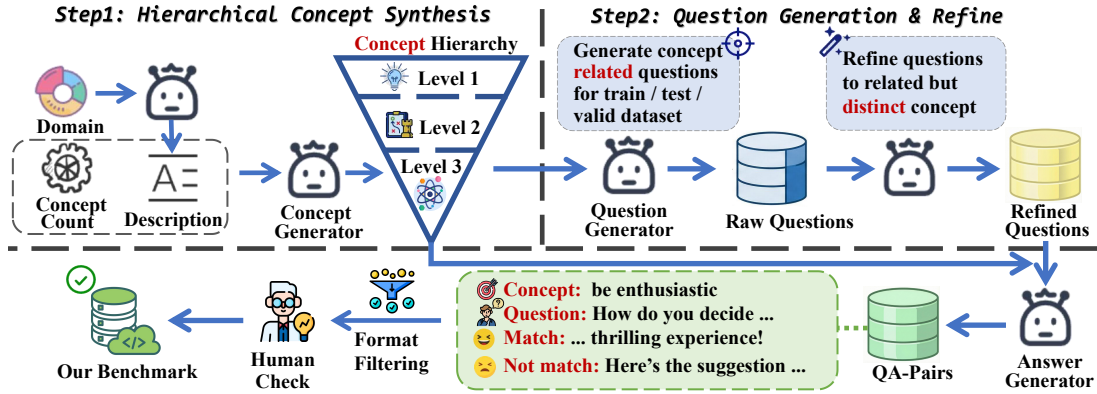 Step1: Hierarchical Concept Synthesis
Domain
Concept
Count
Description
Concept
Generator
Concept Hierarchy
Level 1
Level 2
Level 3
Step2: Question Generation & Refine
Generate concept
related questions
for train / test /
valid dataset
Refine questions
to related but
distinct concept
Question
Generator
Raw Questions
Refined
Questions
Answer
Generator
QA-Pairs
Concept: be enthusiastic
Question: How do you decide ...
Match: ... thrilling experience!
Not match: Here's the suggestion ...
Format
Filtering
Human
Check
Our Benchmark